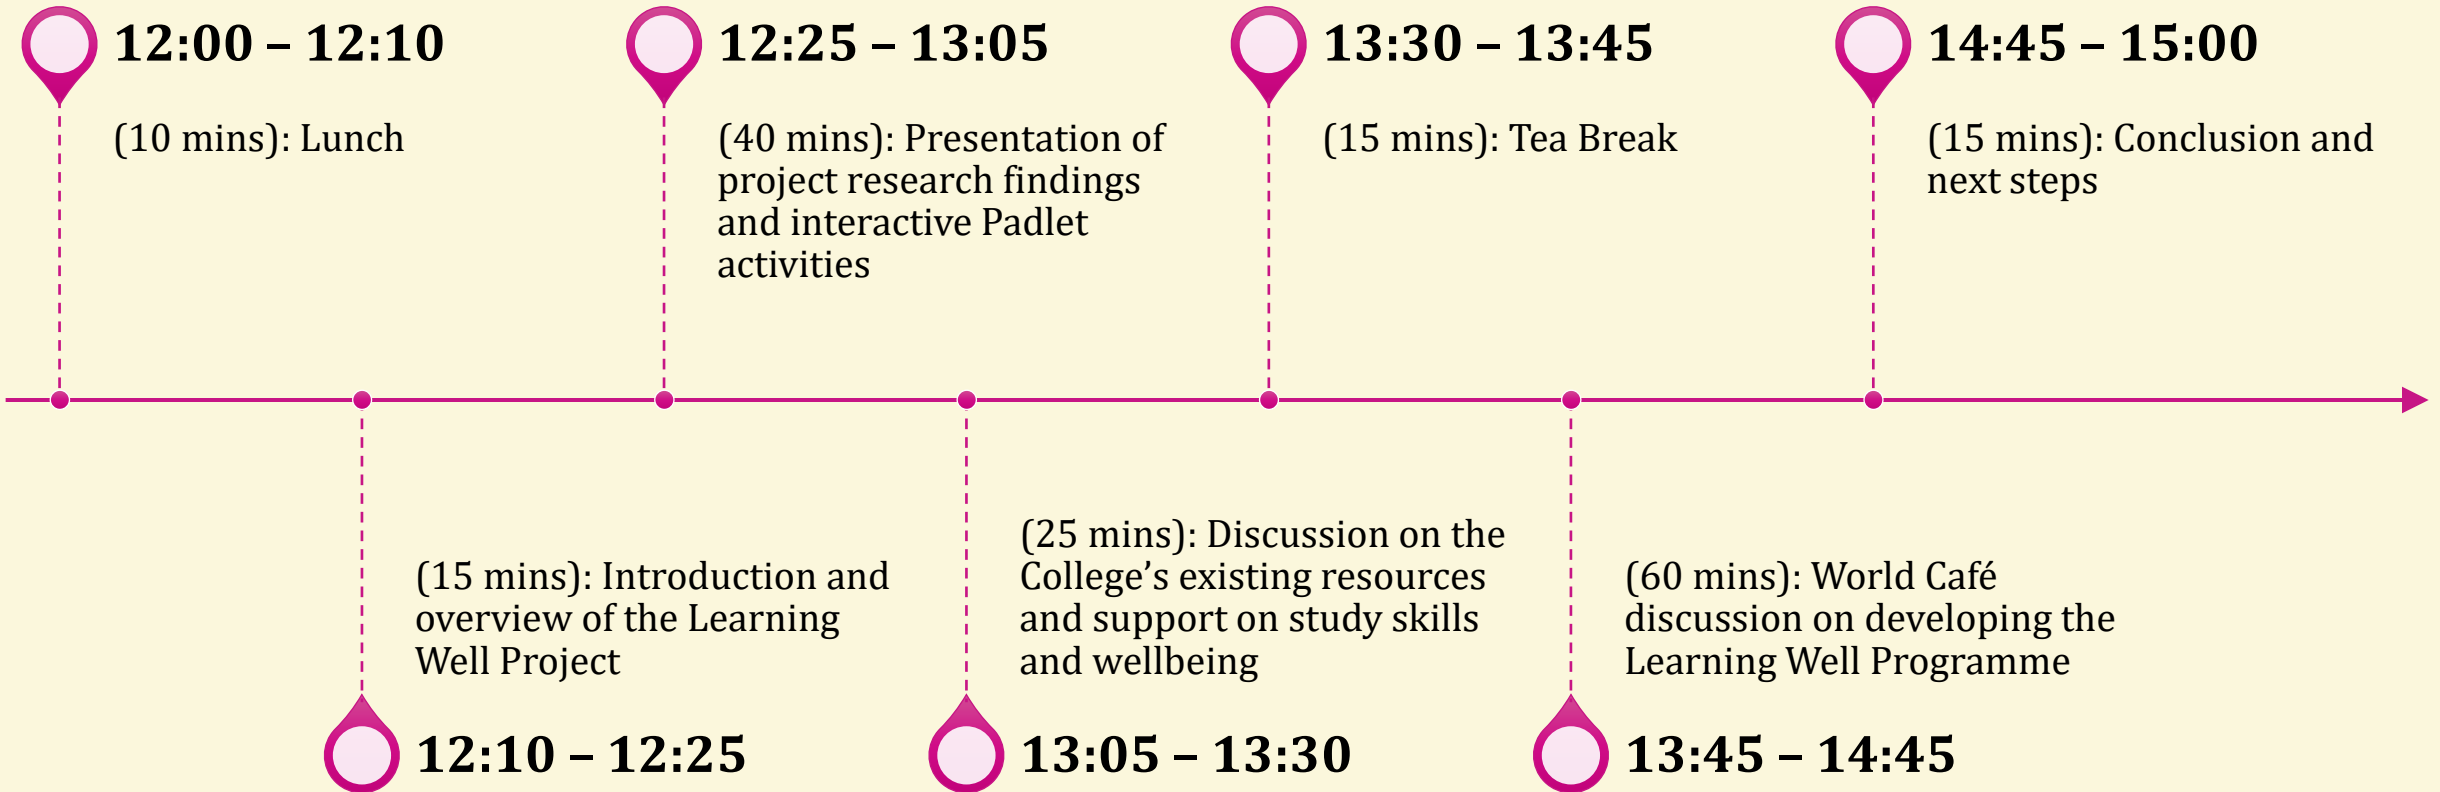 12:00 – 12:10
(10 mins): Lunch
(15 mins): Introduction and
overview of the Learning
Well Project
12:10 – 12:25
12:25 – 13:05
(40 mins): Presentation of
project research findings
and interactive Padlet
activities
(25 mins): Discussion on the
College’s existing resources
and support on study skills
and wellbeing
13:05 – 13:30
13:30 – 13:45
(15 mins): Tea Break
(60 mins): World Café
discussion on developing the
Learning Well Programme
13:45 – 14:45
14:45 – 15:00
(15 mins): Conclusion and
next steps